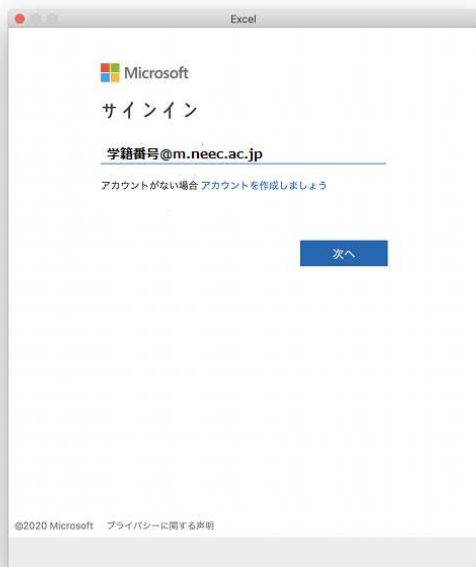 Excel
Microsoft
サインイン
学籍番号@m.neec.ac.jp
アカウントがない場合 アカウントを作成しましょう
次へ
©2020 Microsoft プライバシーに関する声明